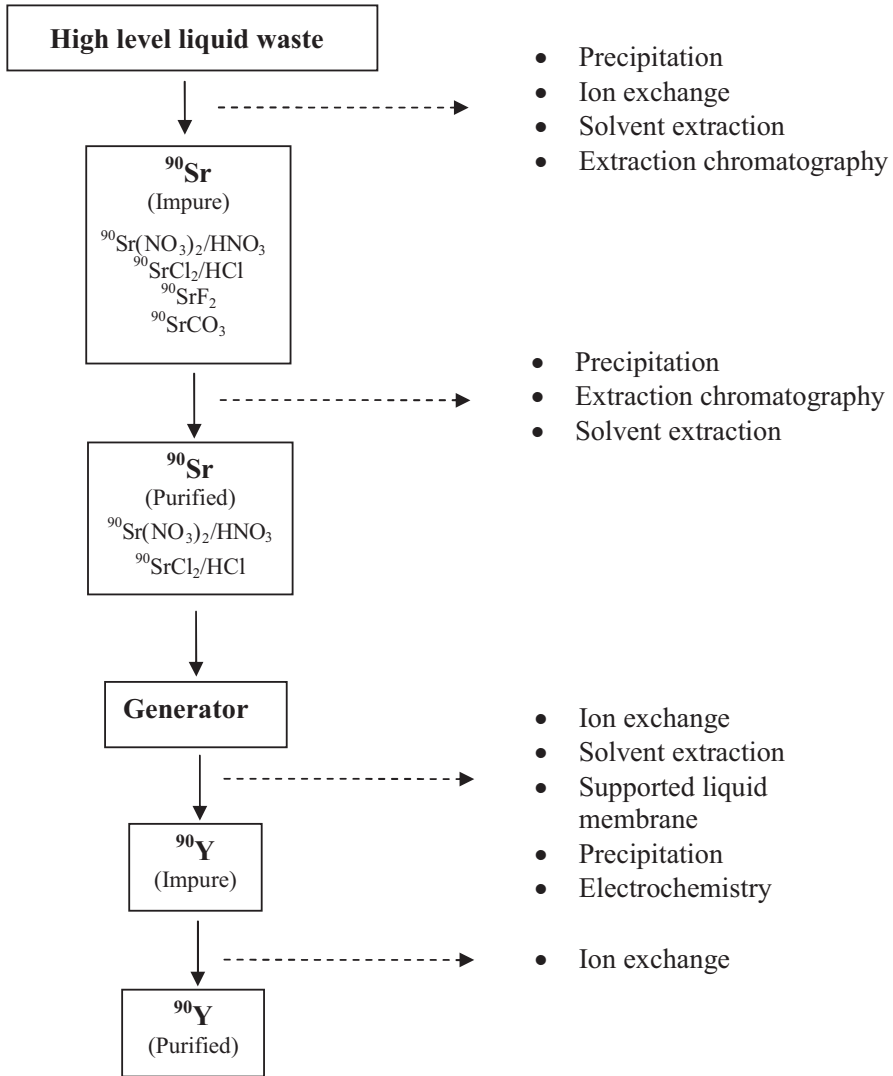 High level liquid waste
• Precipitation
• Ion exchange
• Solvent extraction
• Extraction chromatography
⁹⁰Sr
(Impure)
⁹⁰Sr(NO₃)₂/HNO₃
⁹⁰SrCl₂/HCl
⁹⁰SrF₂
⁹⁰SrCO₃
• Precipitation
• Extraction chromatography
• Solvent extraction
⁹⁰Sr
(Purified)
⁹⁰Sr(NO₃)₂/HNO₃
⁹⁰SrCl₂/HCl
Generator
• Ion exchange
• Solvent extraction
• Supported liquid
membrane
• Precipitation
• Electrochemistry
⁹⁰Y
(Impure)
• Ion exchange
⁹⁰Y
(Purified)